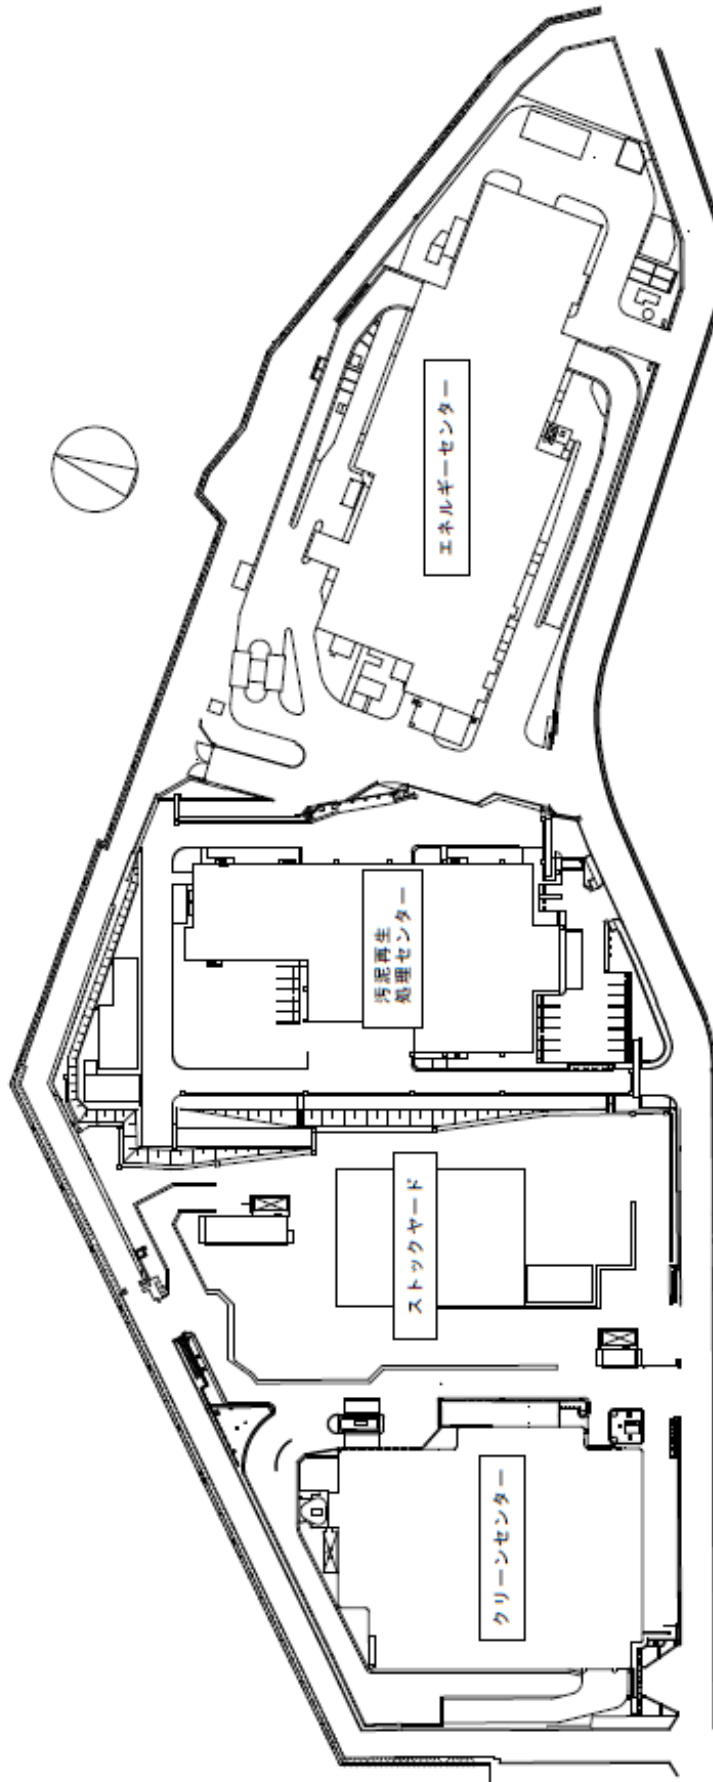 エネルギーセンター
汚泥再生
処理センター
ストックヤード
クリーンセンター